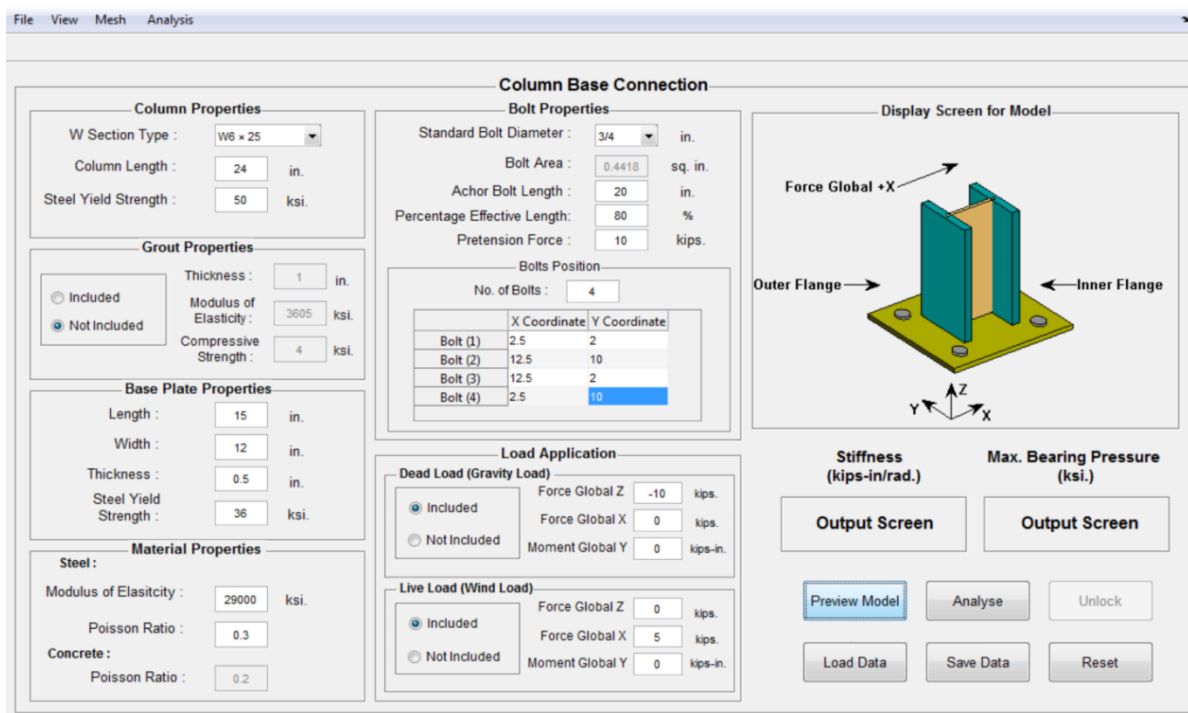 File View Mesh Analysis
Column Base Connection
Column Properties
W Section Type : W6 × 25
Column Length : 24 in.
Steel Yield Strength : 50 ksi.
Grout Properties
Included
Not Included
Thickness : 1 in.
Modulus of
Elasticity : 3605 ksi.
Compressive
Strength : 4 ksi.
Base Plate Properties
Length : 15 in.
Width : 12 in.
Thickness : 0.5 in.
Steel Yield
Strength : 36 ksi.
Material Properties
Steel :
Modulus of Elasitcity : 29000 ksi.
Poisson Ratio : 0.3
Concrete :
Poisson Ratio : 0.2
Bolt Properties
Standard Bolt Diameter : 3/4 in.
Bolt Area : 0.4418 sq. in.
Achor Bolt Length : 20 in.
Percentage Effective Length: 80 %
Pretension Force : 10 kips.
Bolts Position
No. of Bolts : 4
X Coordinate Y Coordinate
Bolt (1) 2.5 2
Bolt (2) 12.5 10
Bolt (3) 12.5 2
Bolt (4) 2.5 10
Load Application
Dead Load (Gravity Load)
Included
Not Included
Force Global Z -10 kips.
Force Global X 0 kips.
Moment Global Y 0 kips-in.
Live Load (Wind Load)
Included
Not Included
Force Global Z 0 kips.
Force Global X 5 kips.
Moment Global Y 0 kips-in.
Display Screen for Model
Force Global +X
Outer Flange
Inner Flange
Z
Y
X
Stiffness
(kips-in/rad.)
Max. Bearing Pressure
(ksi.)
Output Screen
Output Screen
Preview Model Analyse Unlock
Load Data Save Data Reset